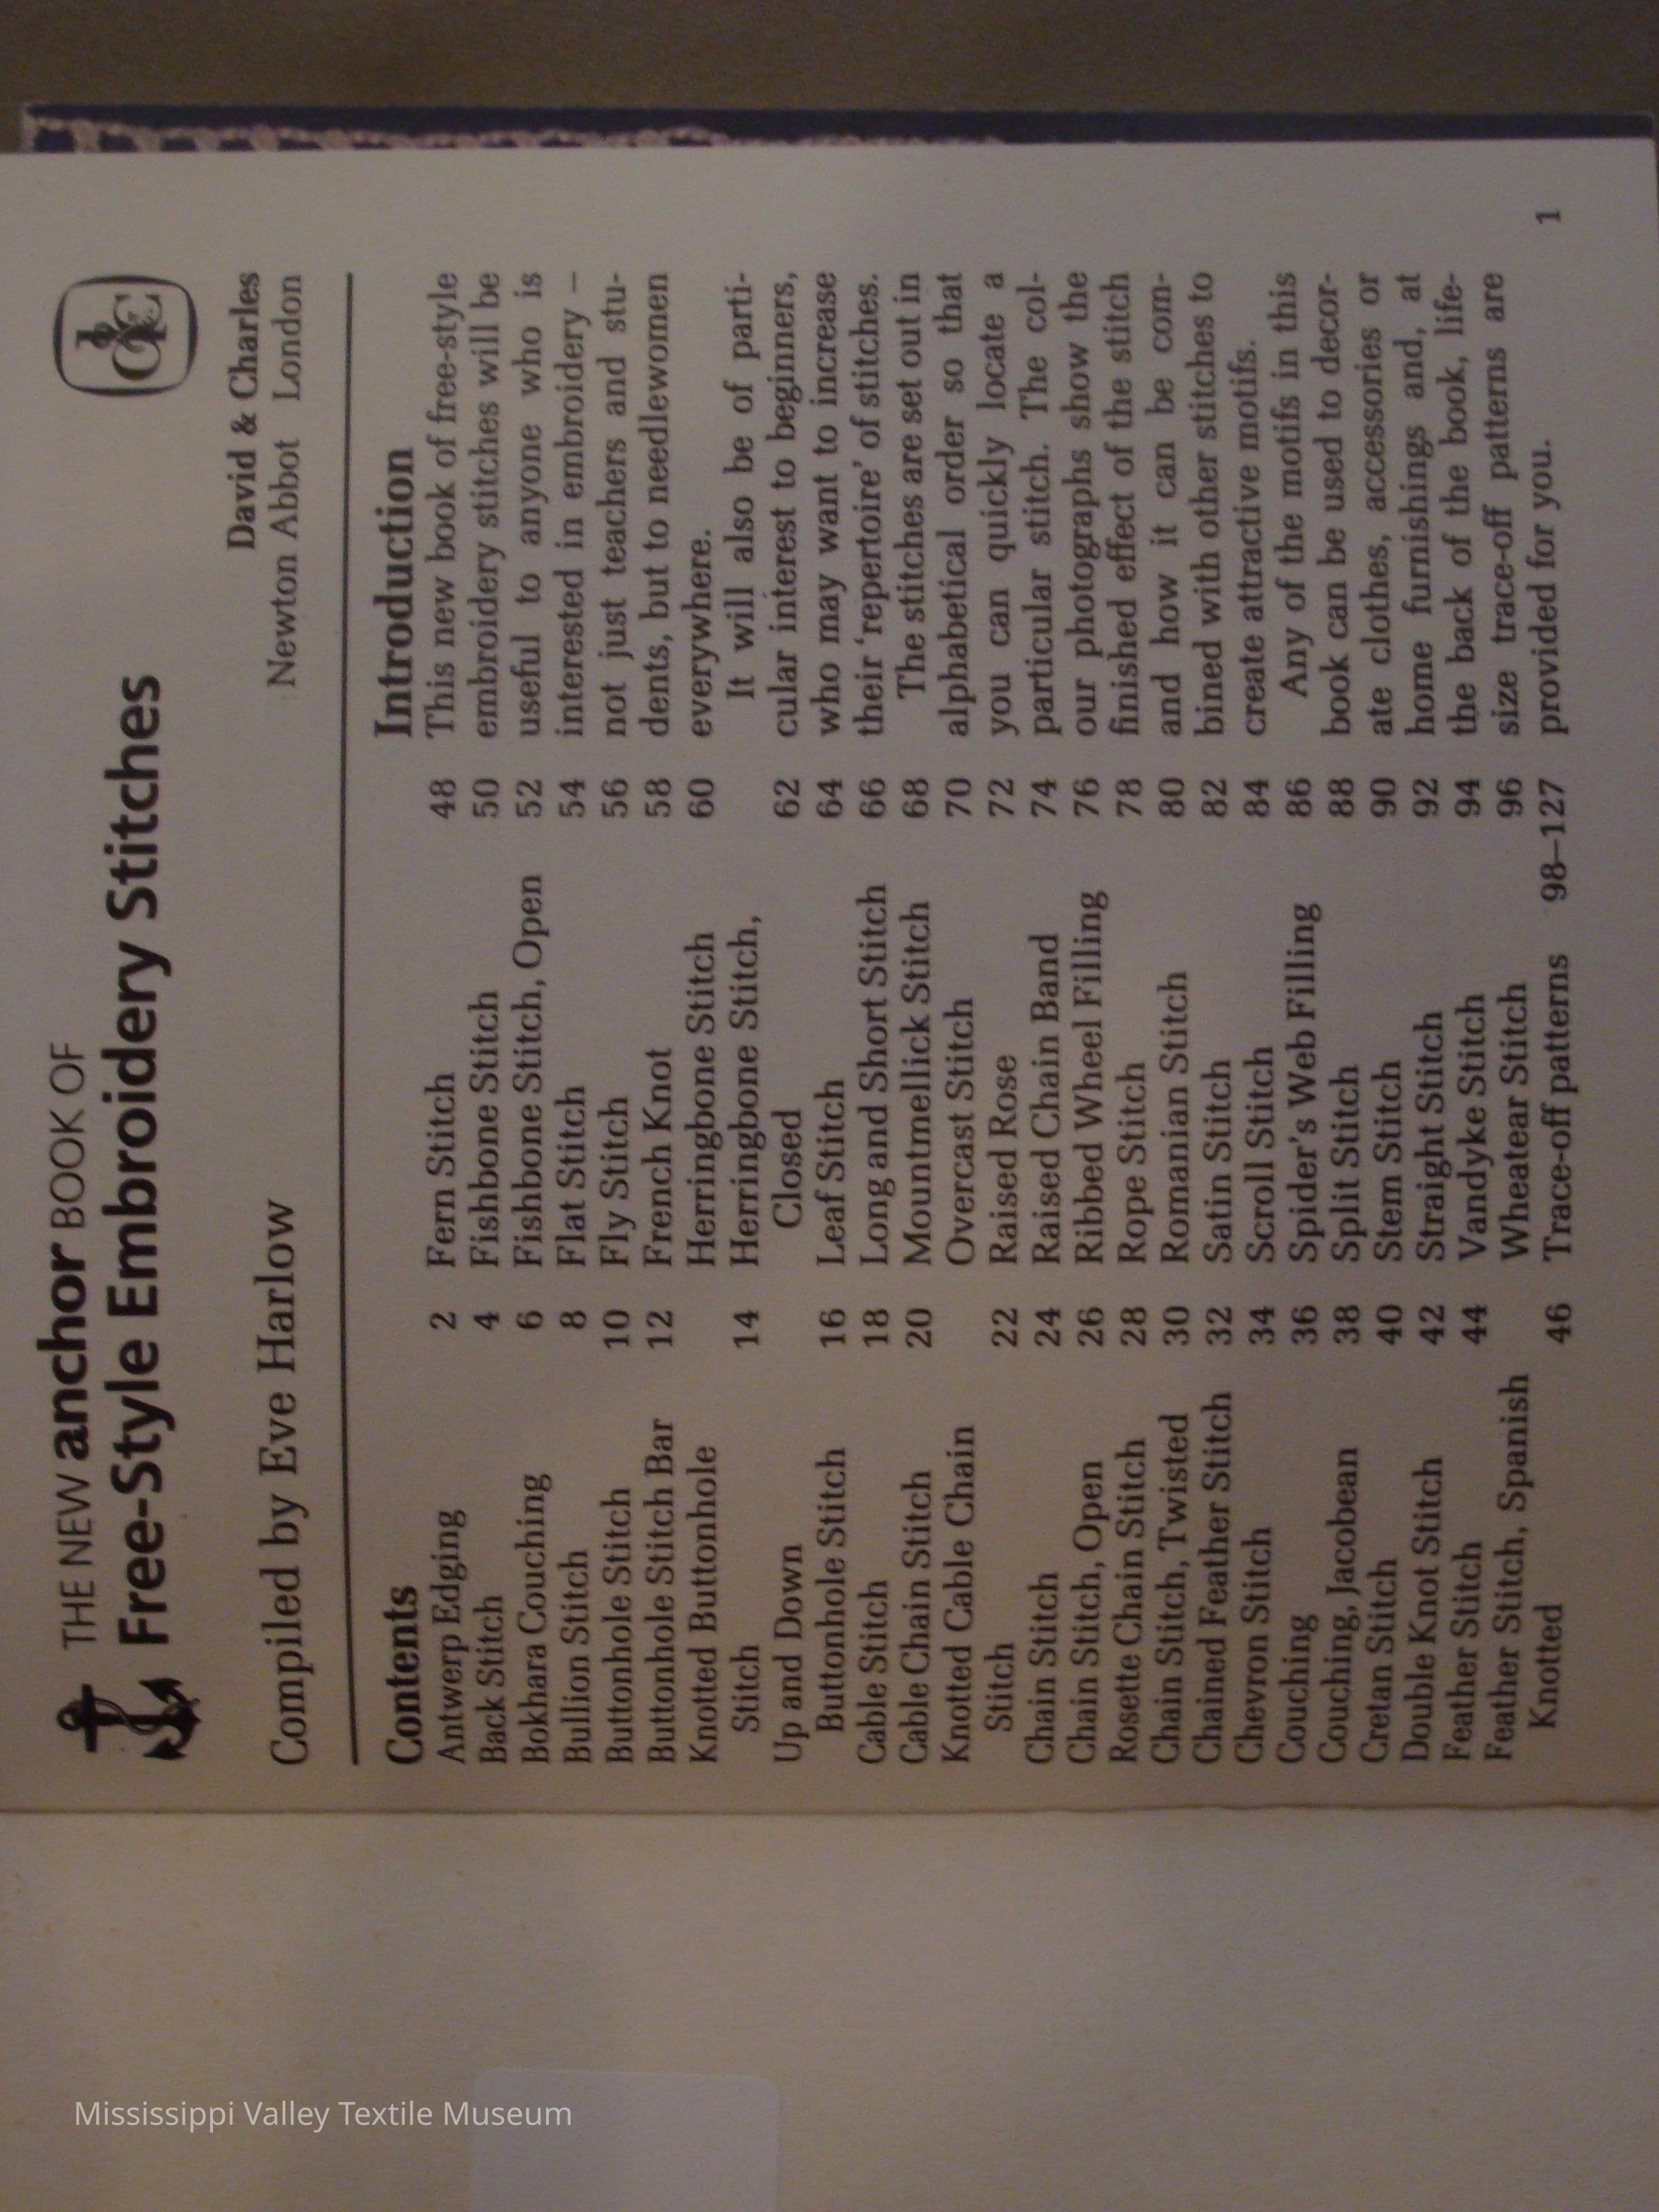 THE NEW anchor BOOK OF
Free-Style Embroidery Stitches
Compiled by Eve Harlow
David & Charles
Newton Abbot London
Contents
Antwerp Edging 2
Back Stitch 4
Bokhara Couching 6
Bullion Stitch 8
Buttonhole Stitch 10
Buttonhole Stitch Bar 12
Knotted Buttonhole
Stitch 14
Up and Down
Buttonhole Stitch 16
Cable Stitch 18
Cable Chain Stitch 20
Knotted Cable Chain
Stitch 22
Chain Stitch 24
Chain Stitch, Open 26
Rosette Chain Stitch 28
Chain Stitch, Twisted 30
Chained Feather Stitch 32
Chevron Stitch 34
Couching 36
Couching, Jacobean 38
Cretan Stitch 40
Double Knot Stitch 42
Feather Stitch 44
Feather Stitch, Spanish
Knotted 46
Fern Stitch 48
Fishbone Stitch 50
Fishbone Stitch, Open 52
Flat Stitch 54
Fly Stitch 56
French Knot 58
Herringbone Stitch 60
Herringbone Stitch,
Closed 62
Leaf Stitch 64
Long and Short Stitch 66
Mountmellick Stitch 68
Overcast Stitch 70
Raised Rose 72
Raised Chain Band 74
Ribbed Wheel Filling 76
Rope Stitch 78
Romanian Stitch 80
Satin Stitch 82
Scroll Stitch 84
Spider's Web Filling 86
Split Stitch 88
Stem Stitch 90
Straight Stitch 92
Vandyke Stitch 94
Wheatear Stitch 96
Trace-off patterns 98–127
Introduction
This new book of free-style
embroidery stitches will be
useful to anyone who is
interested in embroidery –
not just teachers and stu-
dents, but to needlewomen
everywhere.
It will also be of parti-
cular interest to beginners,
who may want to increase
their 'repertoire' of stitches.
The stitches are set out in
alphabetical order so that
you can quickly locate a
particular stitch. The col-
our photographs show the
finished effect of the stitch
and how it can be com-
bined with other stitches to
create attractive motifs.
Any of the motifs in this
book can be used to decor-
ate clothes, accessories or
home furnishings and, at
the back of the book, life-
size trace-off patterns are
provided for you.
1
Mississippi Valley Textile Museum